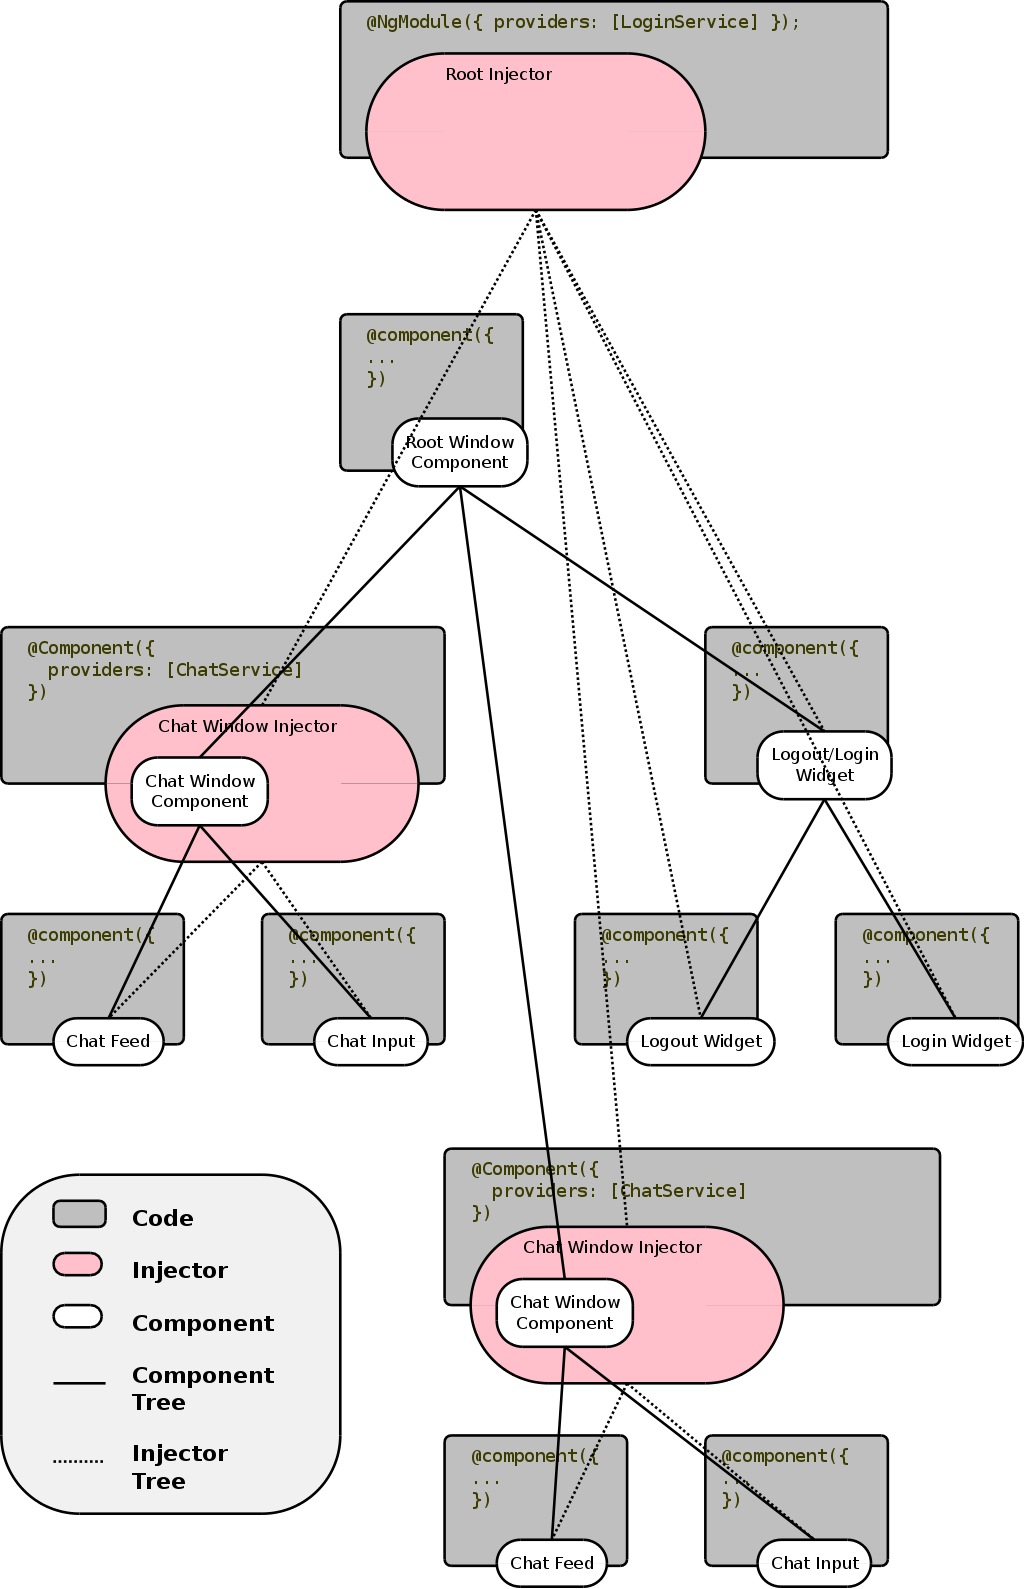 @NgModule({ providers: [LoginService] });
Root Injector
@component({
...
})
Root Window
Component
@Component({
providers: [ChatService]
})
Chat Window Injector
Chat Window
Component
@component({
...
})
Logout/Login
Widget
@component({
...
})
Chat Feed
@component({
...
})
Chat Input
@component({
...
})
Logout Widget
@component({
...
})
Login Widget
@Component({
providers: [ChatService]
})
Chat Window Injector
Chat Window
Component
@component({
...
})
Chat Feed
@component({
...
})
Chat Input
Code
Injector
Component
Component
Tree
Injector
Tree